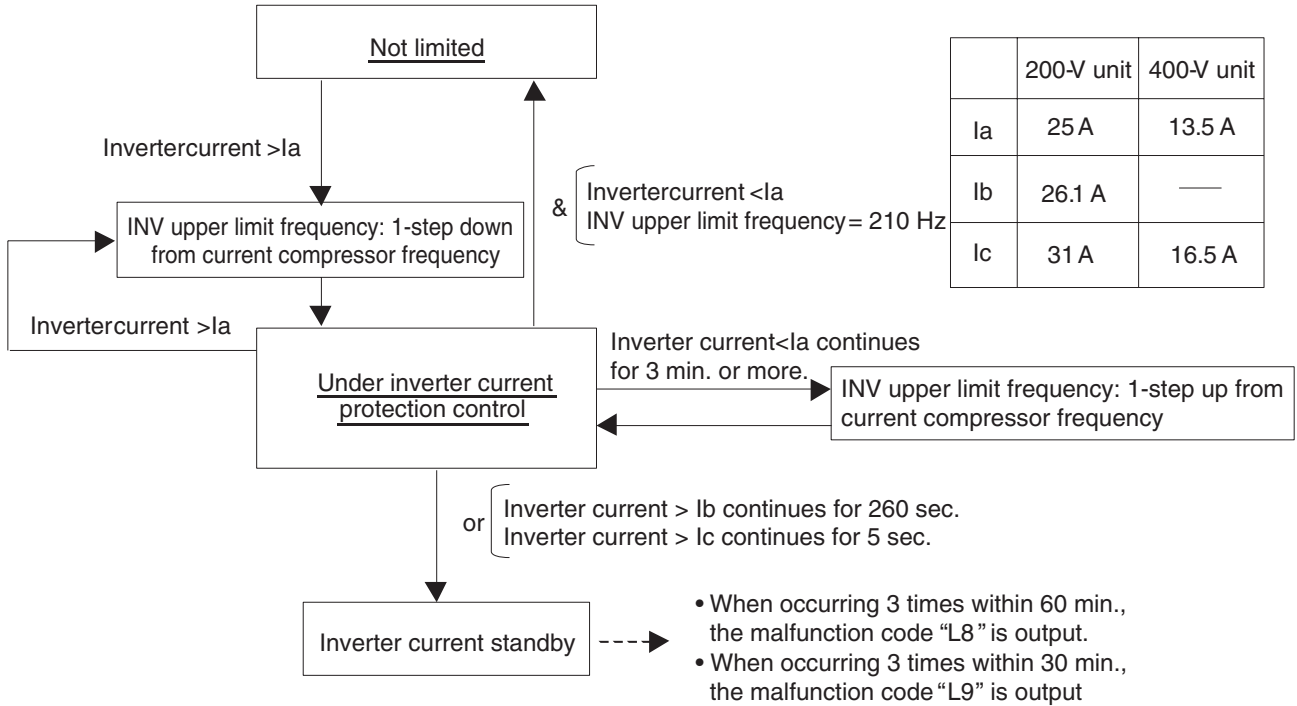 Not limited
200-V unit 400-V unit
Ia 25 A 13.5 A
Ib 26.1 A —
Ic 31 A 16.5 A
Invertercurrent >Ia
& Invertercurrent <Ia
INV upper limit frequency = 210 Hz
INV upper limit frequency: 1-step down
from current compressor frequency
Invertercurrent >Ia
Under inverter current
protection control
Inverter current<Ia continues
for 3 min. or more.
INV upper limit frequency: 1-step up from
current compressor frequency
or Inverter current > Ib continues for 260 sec.
Inverter current > Ic continues for 5 sec.
Inverter current standby
• When occurring 3 times within 60 min.,
the malfunction code “L8” is output.
• When occurring 3 times within 30 min.,
the malfunction code “L9” is output